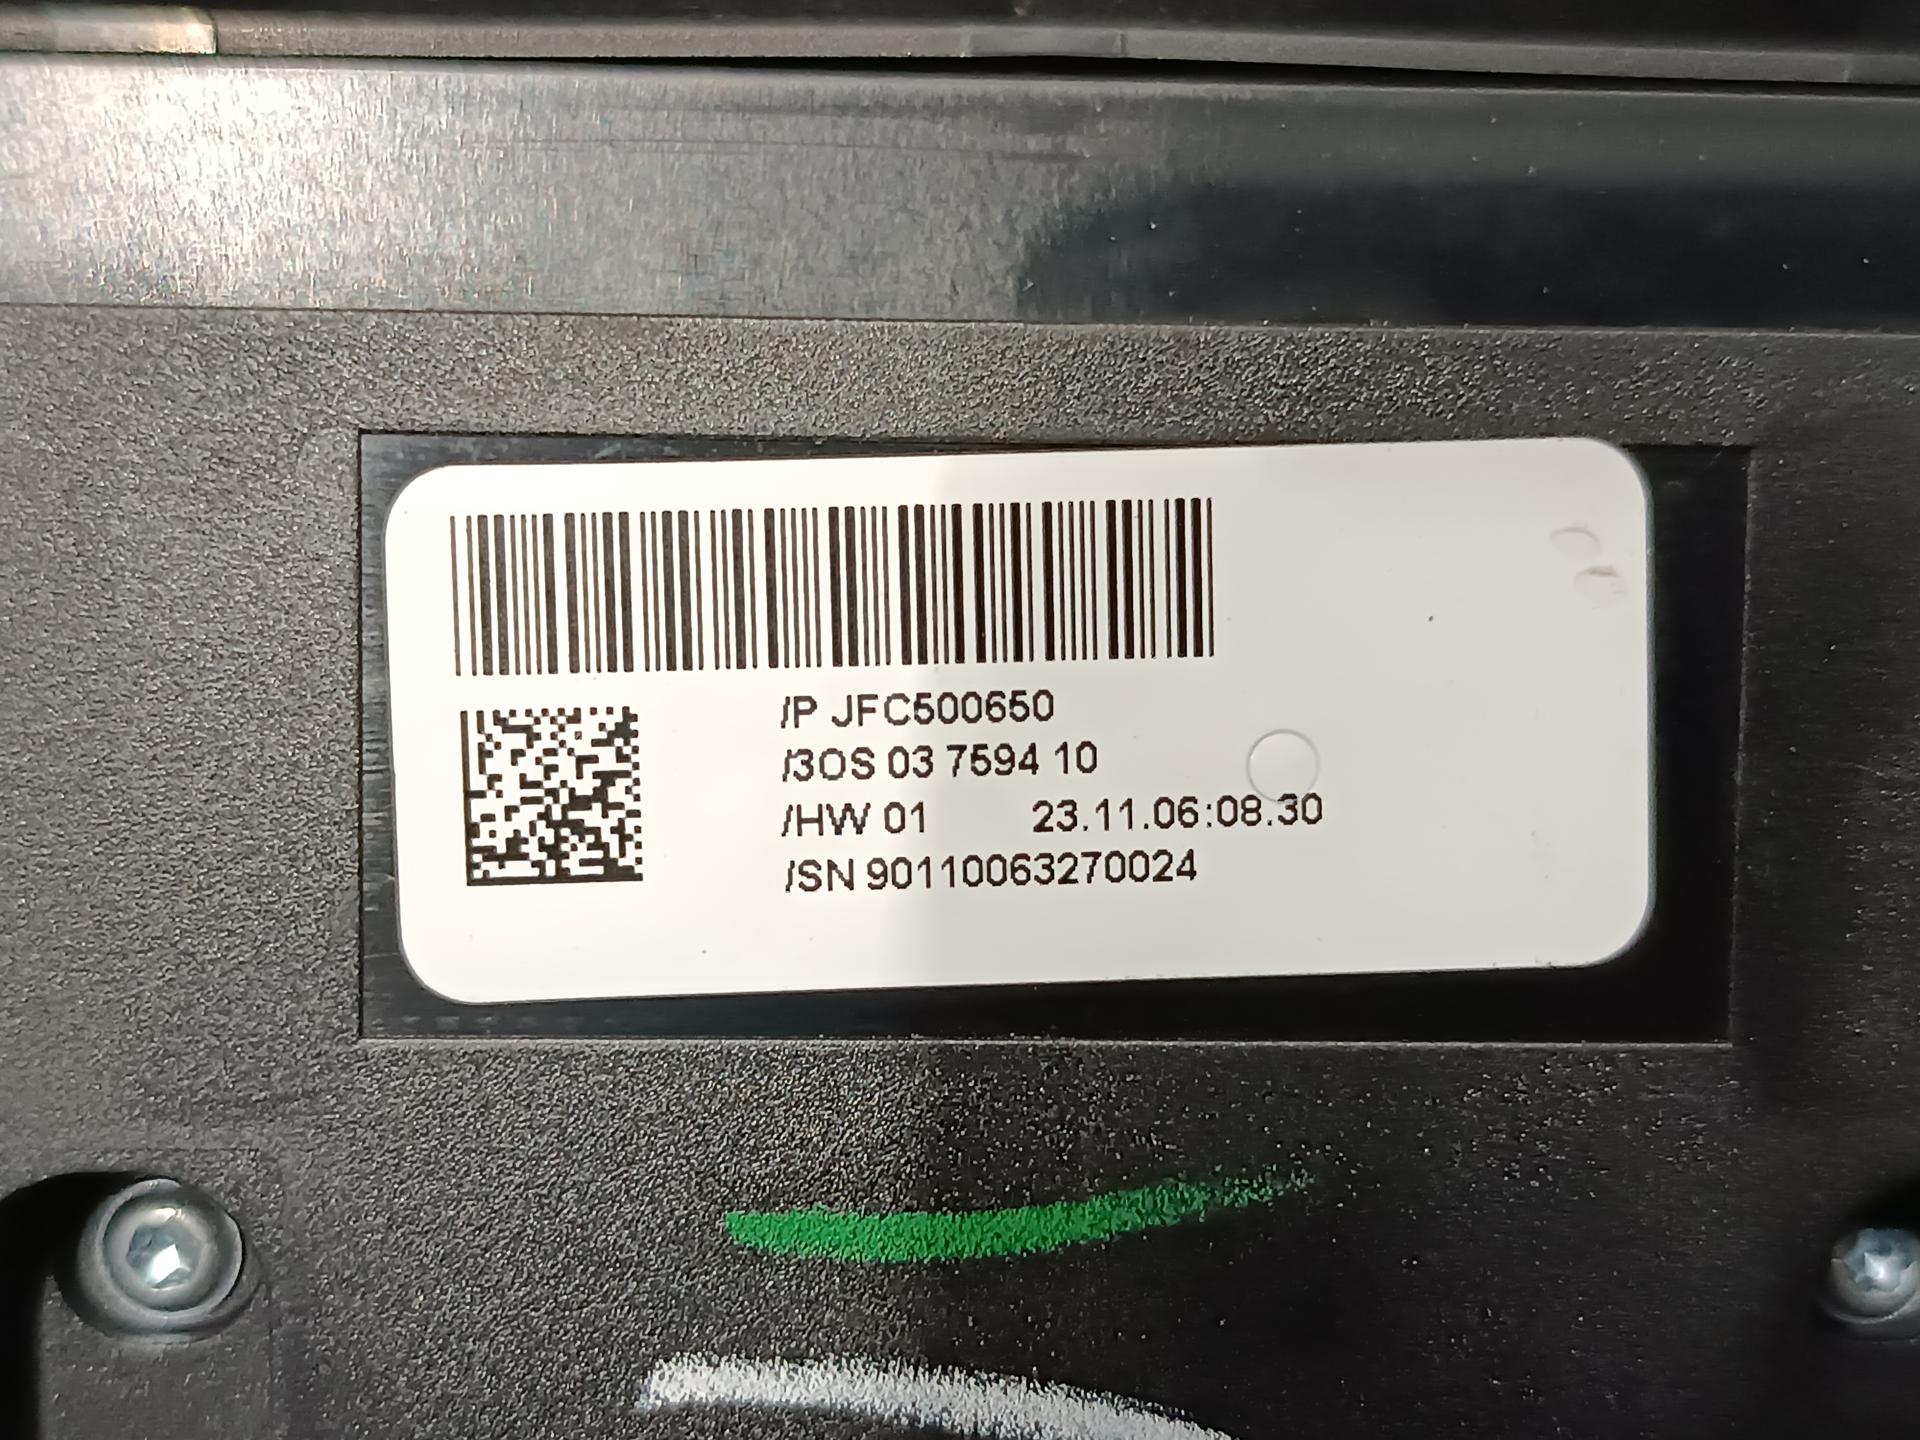 /P JFC500650
/3OS 03 7594 10
/HW 01 23.11.06:08.30
/SN 90110063270024